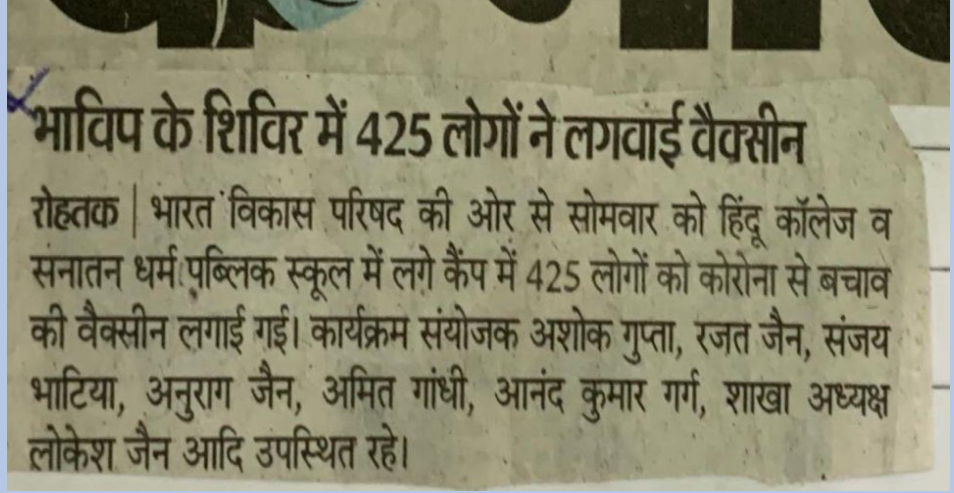 भाविप के शिविर में 425 लोगों ने लगवाई वैक्सीन
रोहतक | भारत विकास परिषद की ओर से सोमवार को हिंदू कॉलेज व
सनातन धर्म पब्लिक स्कूल में लगे कैंप में 425 लोगों को कोरोना से बचाव
की वैक्सीन लगाई गई। कार्यक्रम संयोजक अशोक गुप्ता, रजत जैन, संजय
भाटिया, अनुराग जैन, अमित गांधी, आनंद कुमार गर्ग, शाखा अध्यक्ष
लोकेश जैन आदि उपस्थित रहे।